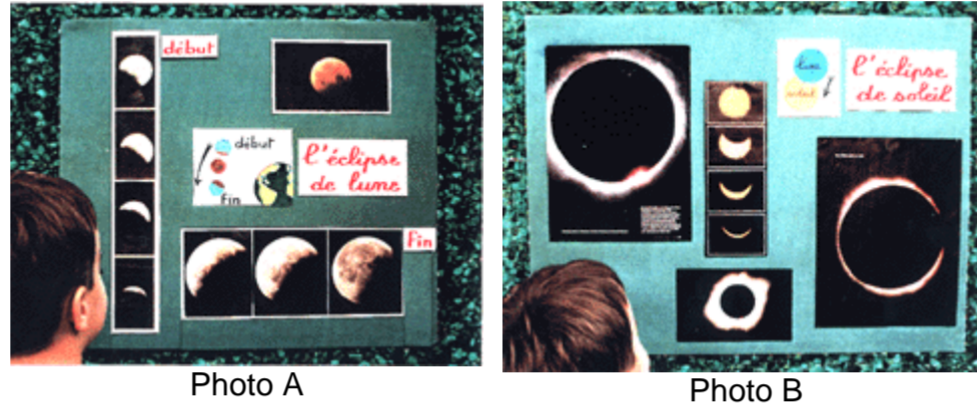 début
début
fin
l'éclipse
de lune
fin
Photo A
lune
soleil
l'éclipse
de soleil
Photo B